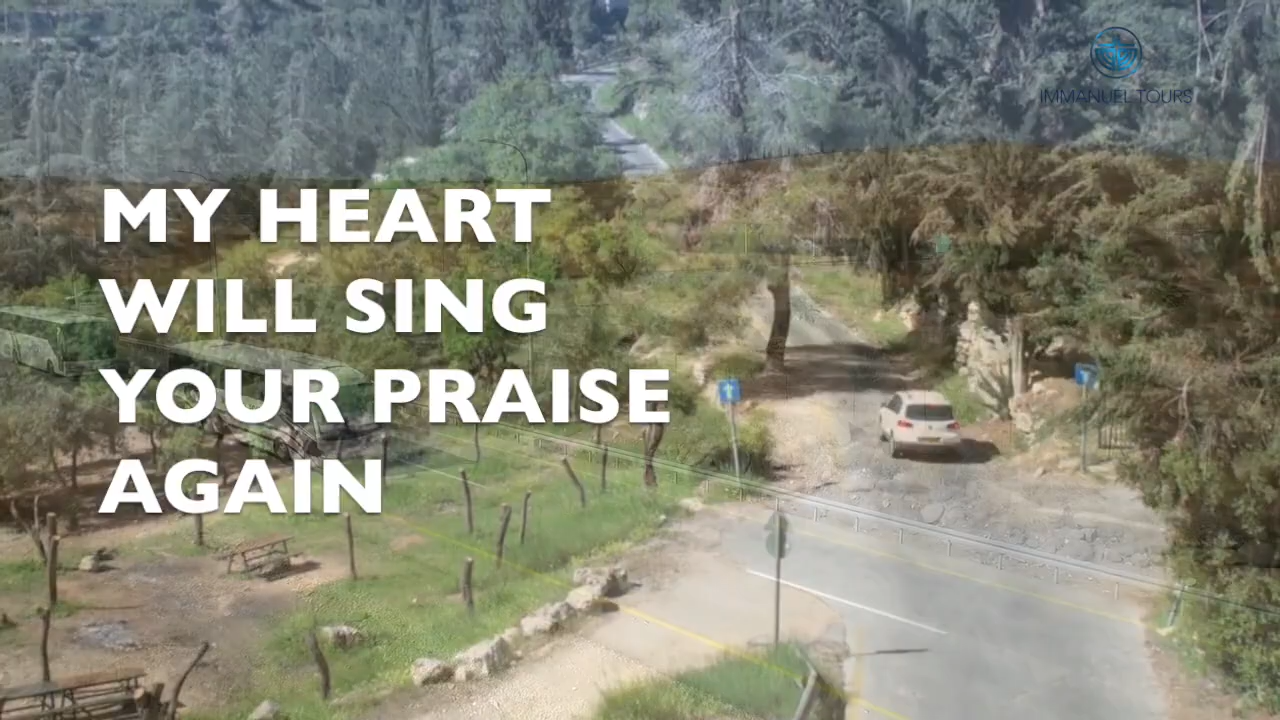 IMMANUEL TOURS
MY HEART
WILL SING
YOUR PRAISE
AGAIN